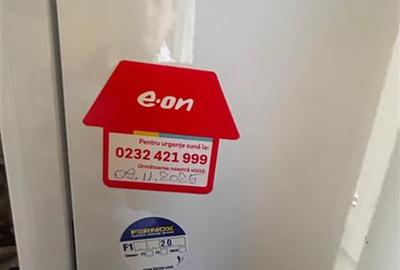 e·on
Pentru urgențe sună la:
0232 421 999
Următoarea noastră vizită:
09.11.2025
FERNOX
F1 20